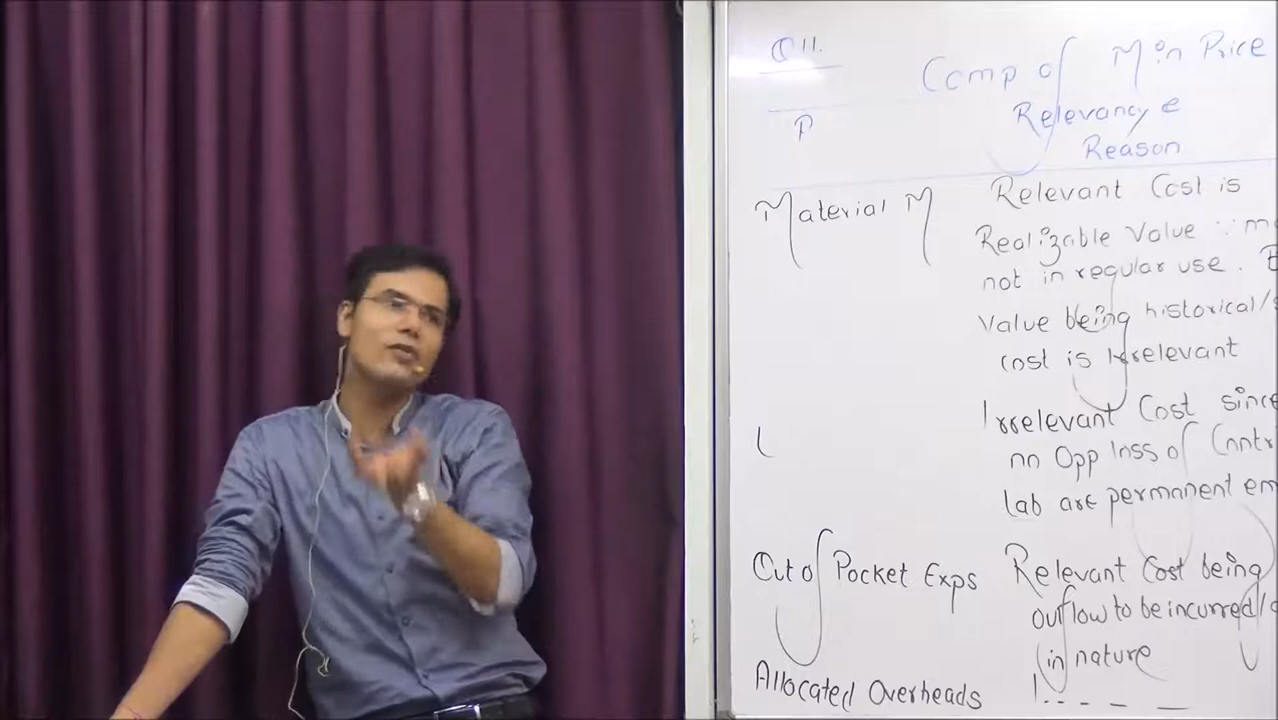 Q 11.
Comp of Min Price
P
Relevancy &
Reason
Material M
Relevant Cost is
Realizable Value ∵ m
not in regular use.
Value being historical/s
cost is Irrelevant
L
Irrelevant Cost since
no Opp loss of Contr
lab are permanent em
Out of Pocket Exps
Relevant Cost being
outflow to be incurred/
in nature
Allocated Overheads
I - - - -